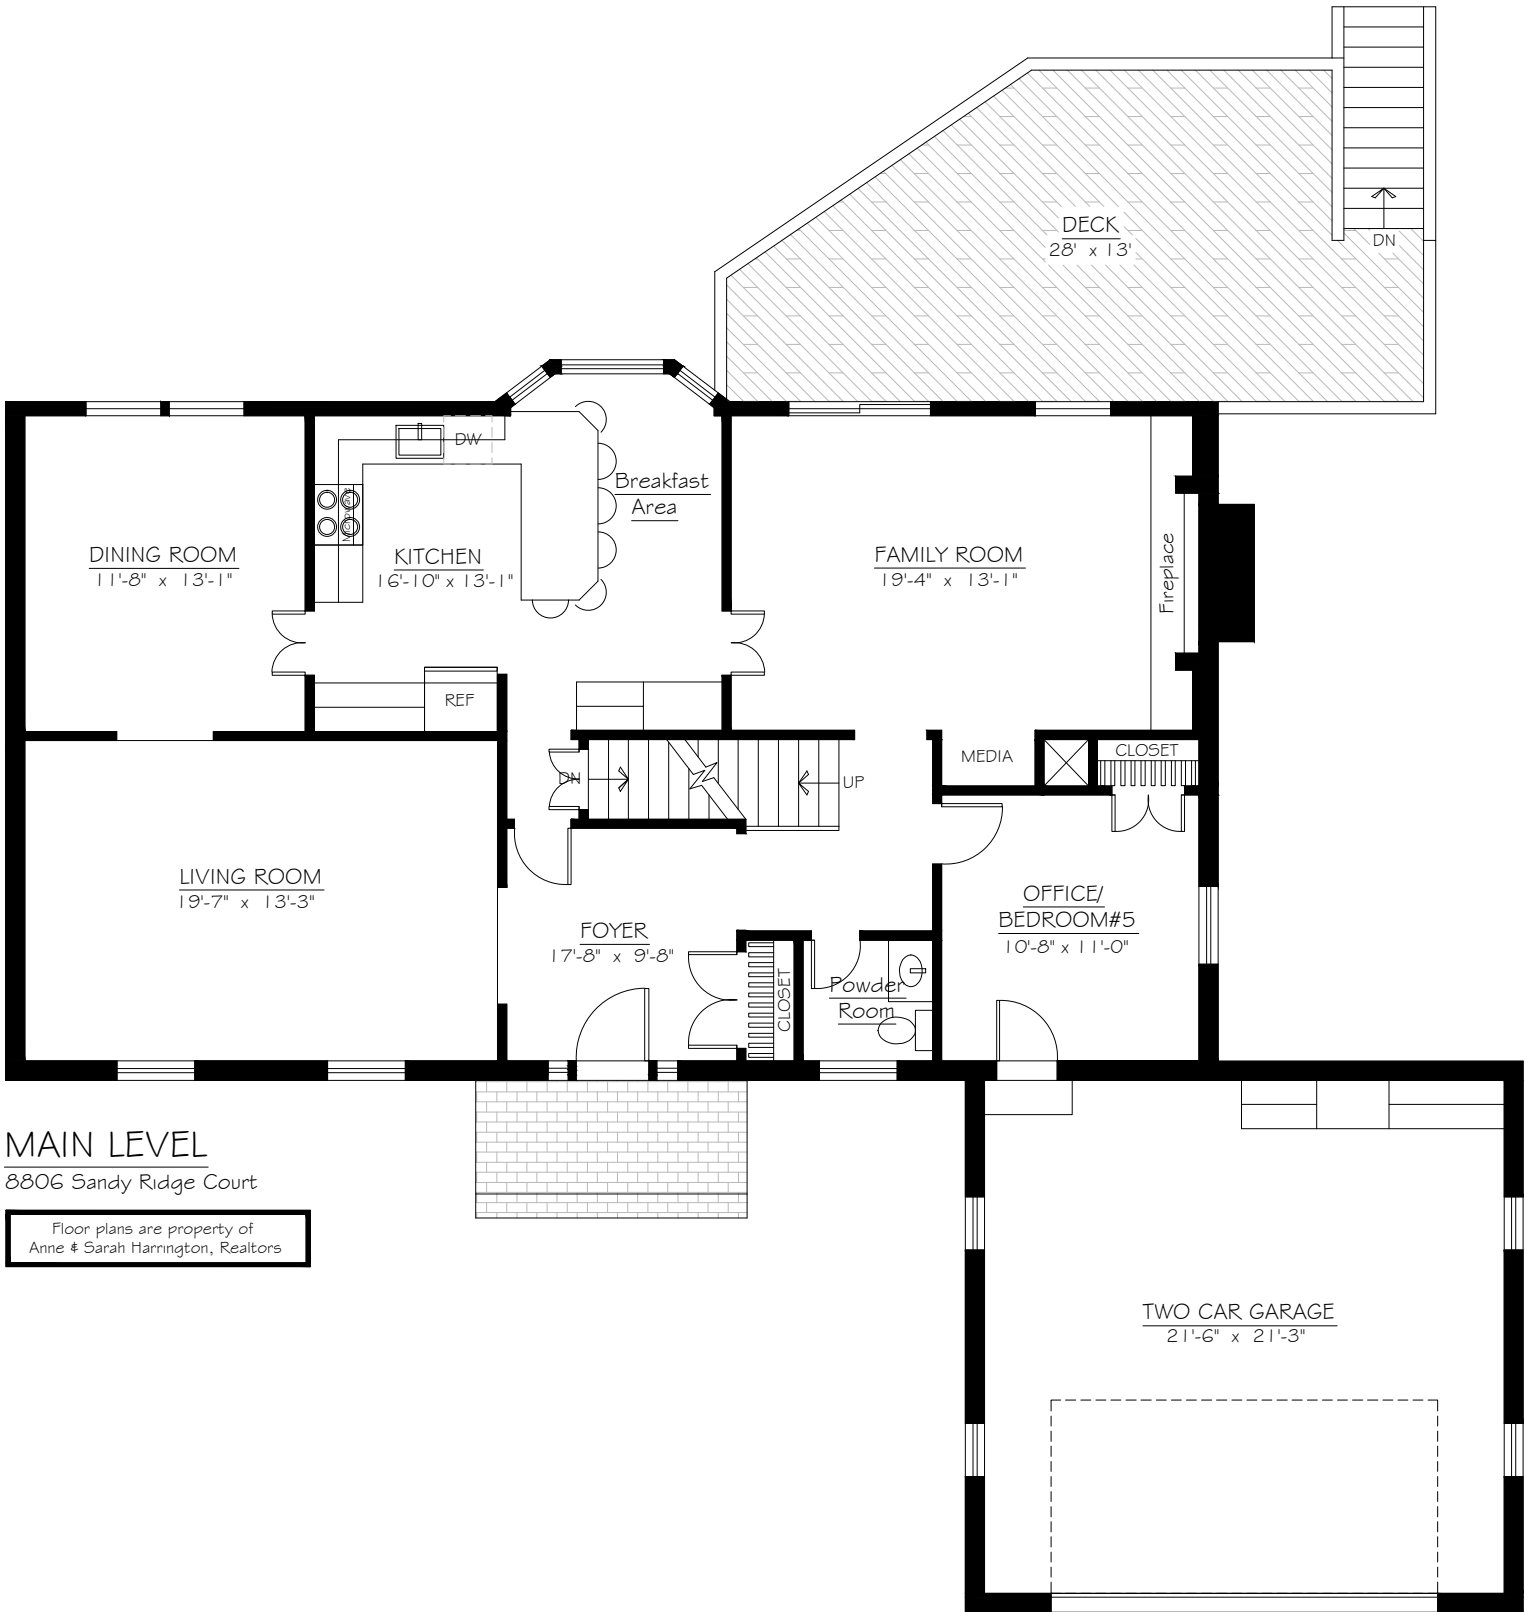 DECK
28' x 13'
DN
DW
Breakfast
Area
Microwave
DINING ROOM
11'-8" x 13'-1"
KITCHEN
16'-10" x 13'-1"
FAMILY ROOM
19'-4" x 13'-1"
Fireplace
REF
MEDIA
CLOSET
DN
UP
LIVING ROOM
19'-7" x 13'-3"
FOYER
17'-8" x 9'-8"
OFFICE/
BEDROOM#5
10'-8" x 11'-0"
CLOSET
Powder
Room
MAIN LEVEL
8806 Sandy Ridge Court
Floor plans are property of
Anne & Sarah Harrington, Realtors
TWO CAR GARAGE
21'-6" x 21'-3"